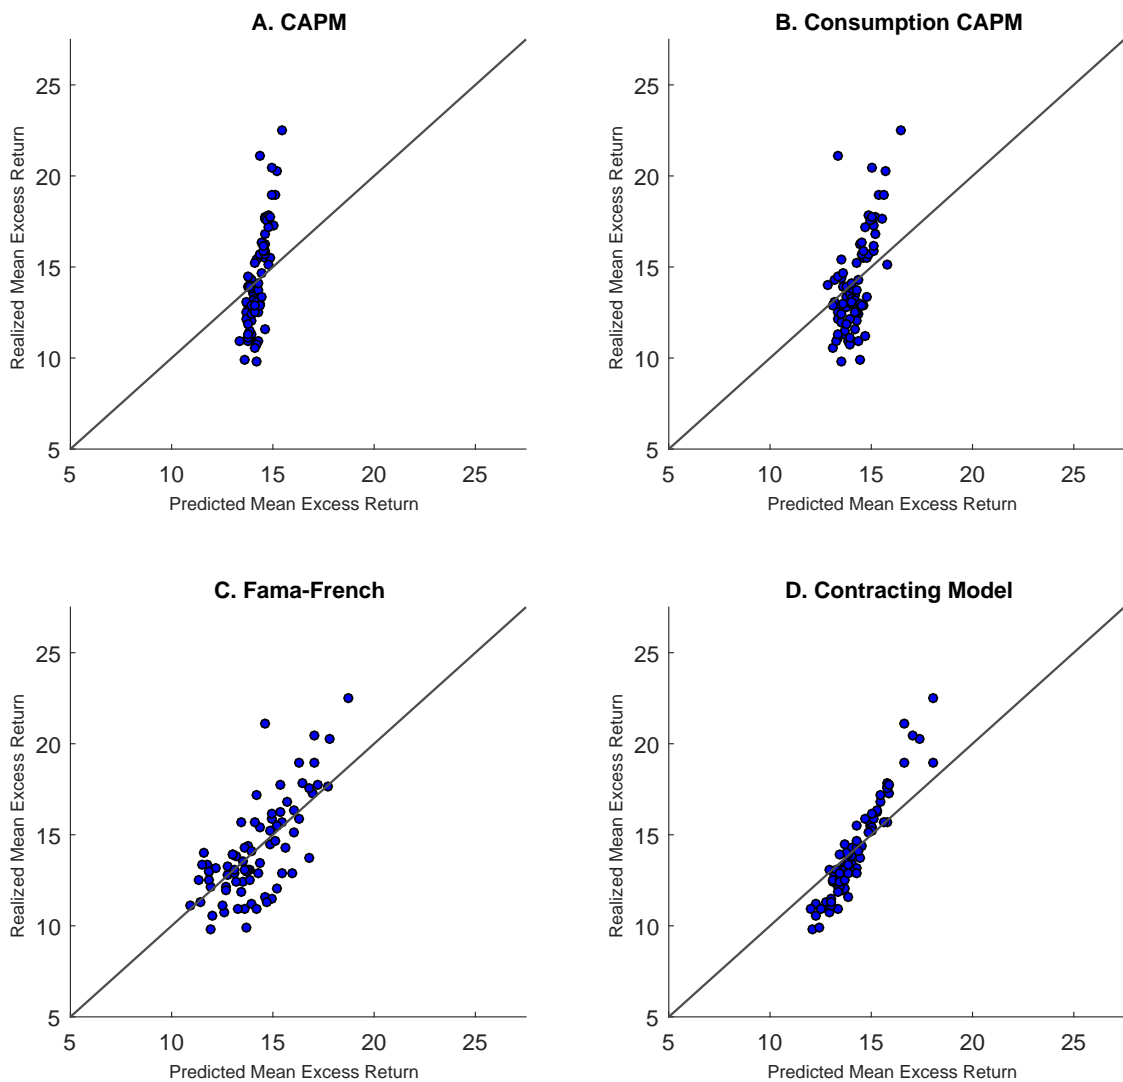 A. CAPM
Realized Mean Excess Return
25
20
15
10
5
5 10 15 20 25
Predicted Mean Excess Return
B. Consumption CAPM
Realized Mean Excess Return
25
20
15
10
5
5 10 15 20 25
Predicted Mean Excess Return
C. Fama-French
Realized Mean Excess Return
25
20
15
10
5
5 10 15 20 25
Predicted Mean Excess Return
D. Contracting Model
Realized Mean Excess Return
25
20
15
10
5
5 10 15 20 25
Predicted Mean Excess Return